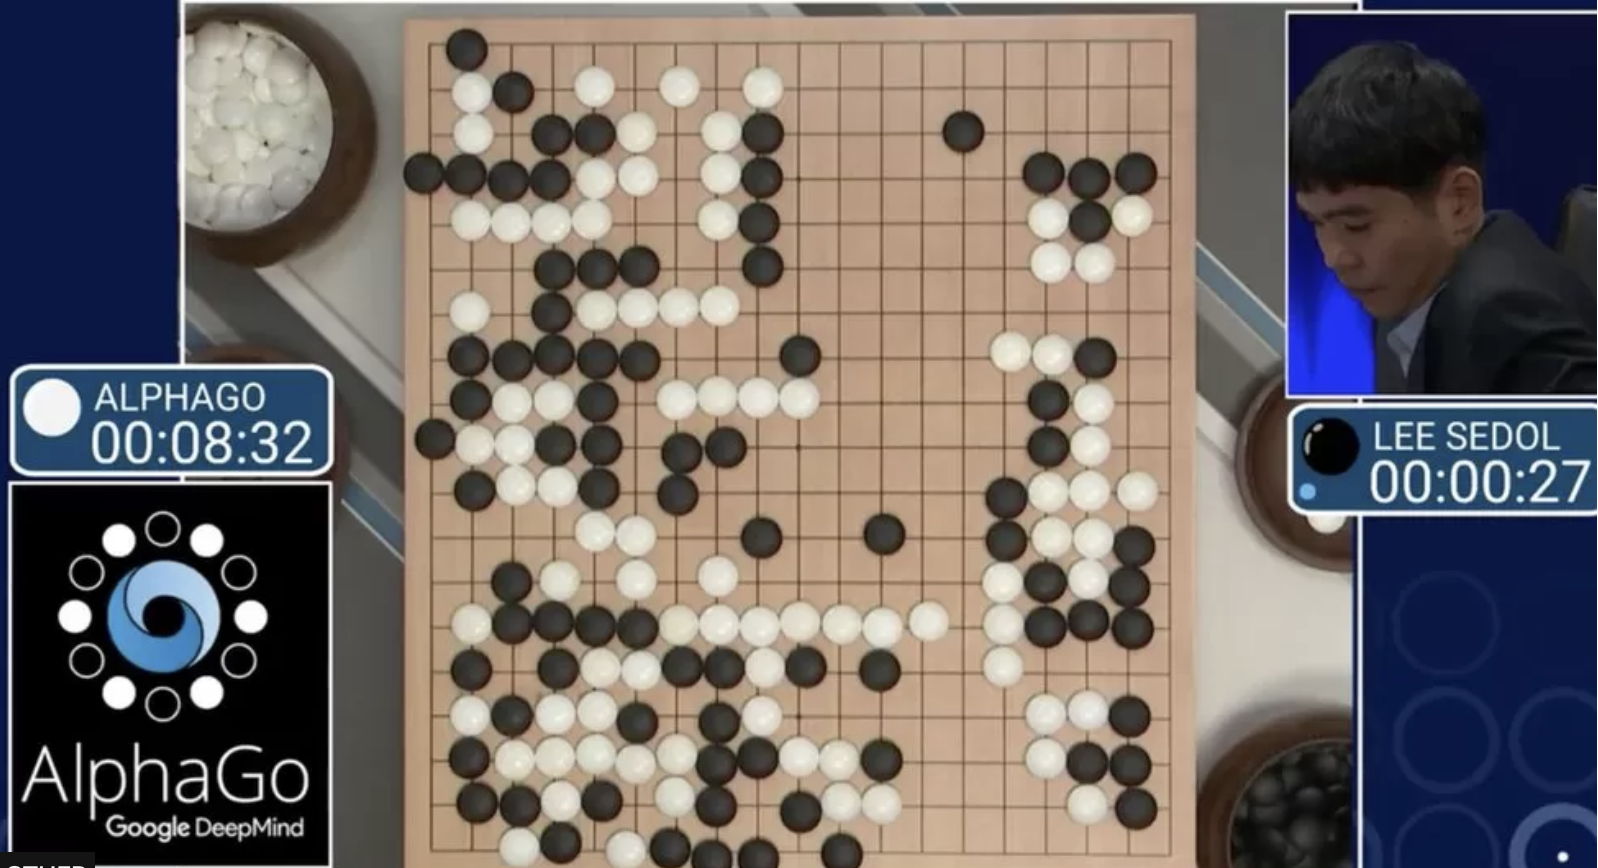 ALPHAGO
00:08:32
LEE SEDOL
00:00:27
AlphaGo
Google DeepMind